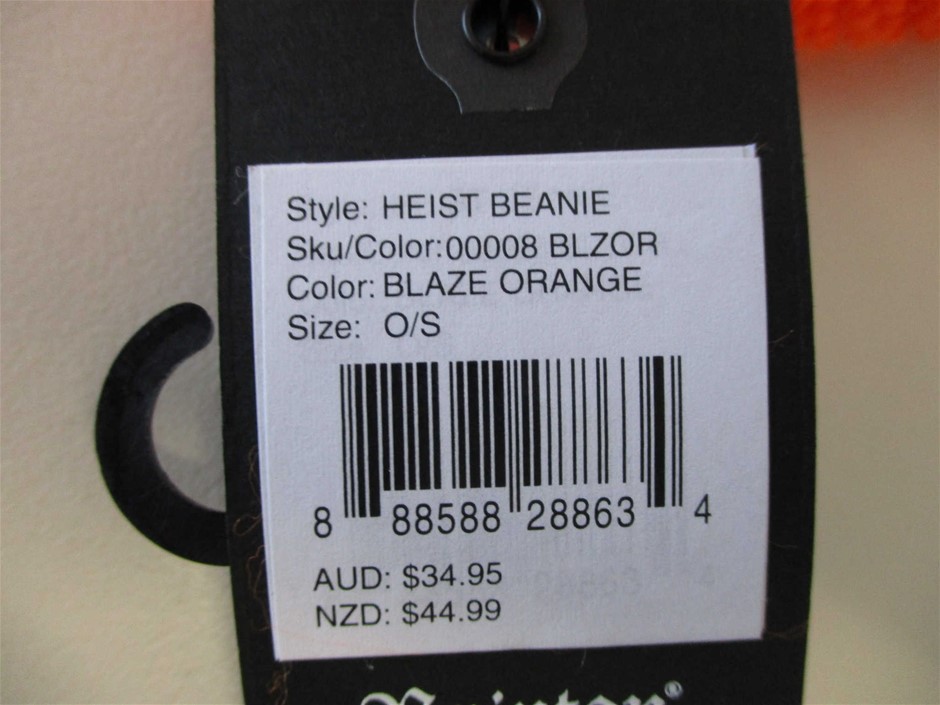 Style: HEIST BEANIE
Sku/Color:00008 BLZOR
Color: BLAZE ORANGE
Size: O/S
8 88588 28863 4
AUD: $34.95
NZD: $44.99